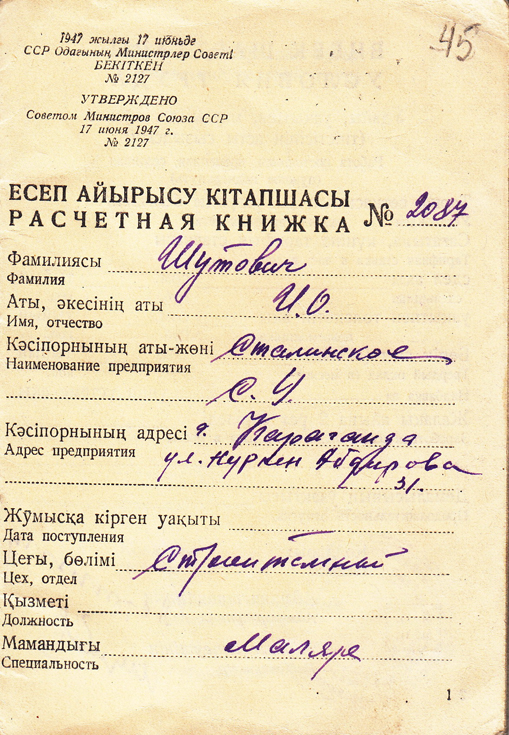 45
1947 жылғы 17 июньде
ССР Одағының Министрлер Советі
БЕКІТКЕН
№ 2127
УТВЕРЖДЕНО
Советом Министров Союза ССР
17 июня 1947 г.
№ 2127
ЕСЕП АЙЫРЫСУ КІТАПШАСЫ
РАСЧЕТНАЯ КНИЖКА № 2087
Фамилиясы Шутович
Фамилия
Аты, әкесінің аты И.О.
Имя, отчество
Кәсіпорнының аты-жөні Сталинское
Наименование предприятия
С. У.
Кәсіпорнының адресі г. Караганда
Адрес предприятия ул. Нуркен Абдирова
31.
Жұмысқа кірген уақыты
Дата поступления
Цеғы, бөлімі Строительный
Цех, отдел
Қызметі
Должность
Мамандығы Маляр
Специальность
1